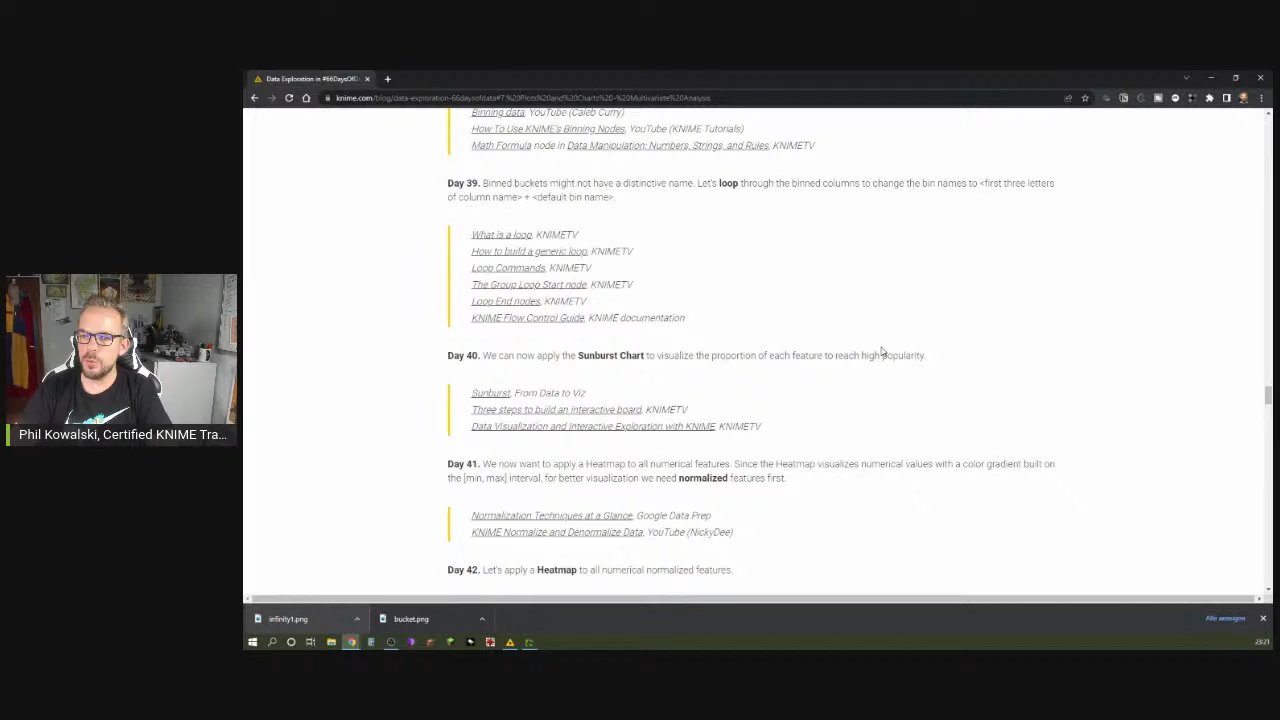 Data Exploration in #66DaysOfD
knime.com/blog/data-exploration-66daysofdata#7.%20Plots%20and%20Charts%20-%20Multivariate%20Analysis
Binning data, YouTube (Caleb Curry)
How To Use KNIME's Binning Nodes, YouTube (KNIME Tutorials)
Math Formula node in Data Manipulation: Numbers, Strings, and Rules, KNIMETV
Day 39. Binned buckets might not have a distinctive name. Let's loop through the binned columns to change the bin names to <first three letters
of column name> + <default bin name>.
What is a loop, KNIMETV
How to build a generic loop, KNIMETV
Loop Commands, KNIMETV
The Group Loop Start node, KNIMETV
Loop End nodes, KNIMETV
KNIME Flow Control Guide, KNIME documentation
Day 40. We can now apply the Sunburst Chart to visualize the proportion of each feature to reach high popularity.
Sunburst, From Data to Viz
Three steps to build an interactive board, KNIMETV
Data Visualization and Interactive Exploration with KNIME, KNIMETV
Phil Kowalski, Certified KNIME Tra...
Day 41. We now want to apply a Heatmap to all numerical features. Since the Heatmap visualizes numerical values with a color gradient built on
the [min, max] interval, for better visualization we need normalized features first.
Normalization Techniques at a Glance, Google Data Prep
KNIME Normalize and Denormalize Data, YouTube (NickyDee)
Day 42. Let's apply a Heatmap to all numerical normalized features.
infinity1.png
bucket.png
Alle anzeigen
23:21